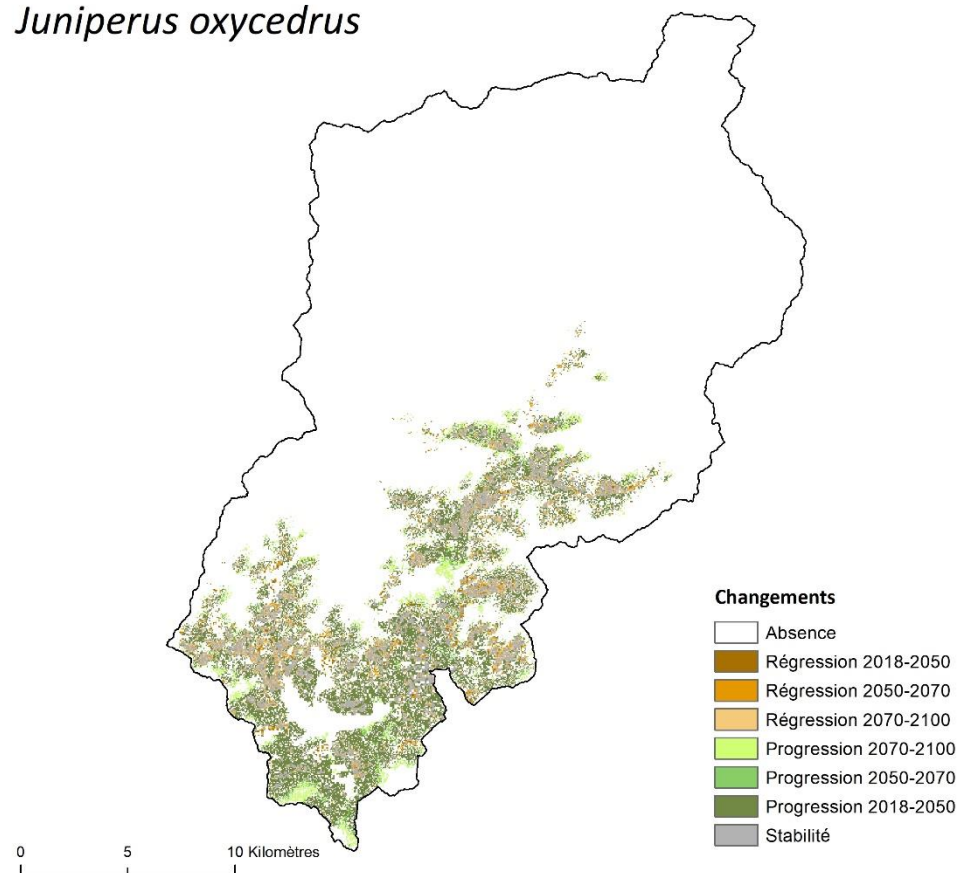 Juniperus oxycedrus
Changements
Absence
Régression 2018-2050
Régression 2050-2070
Régression 2070-2100
Progression 2070-2100
Progression 2050-2070
Progression 2018-2050
Stabilité
0 5 10 Kilomètres